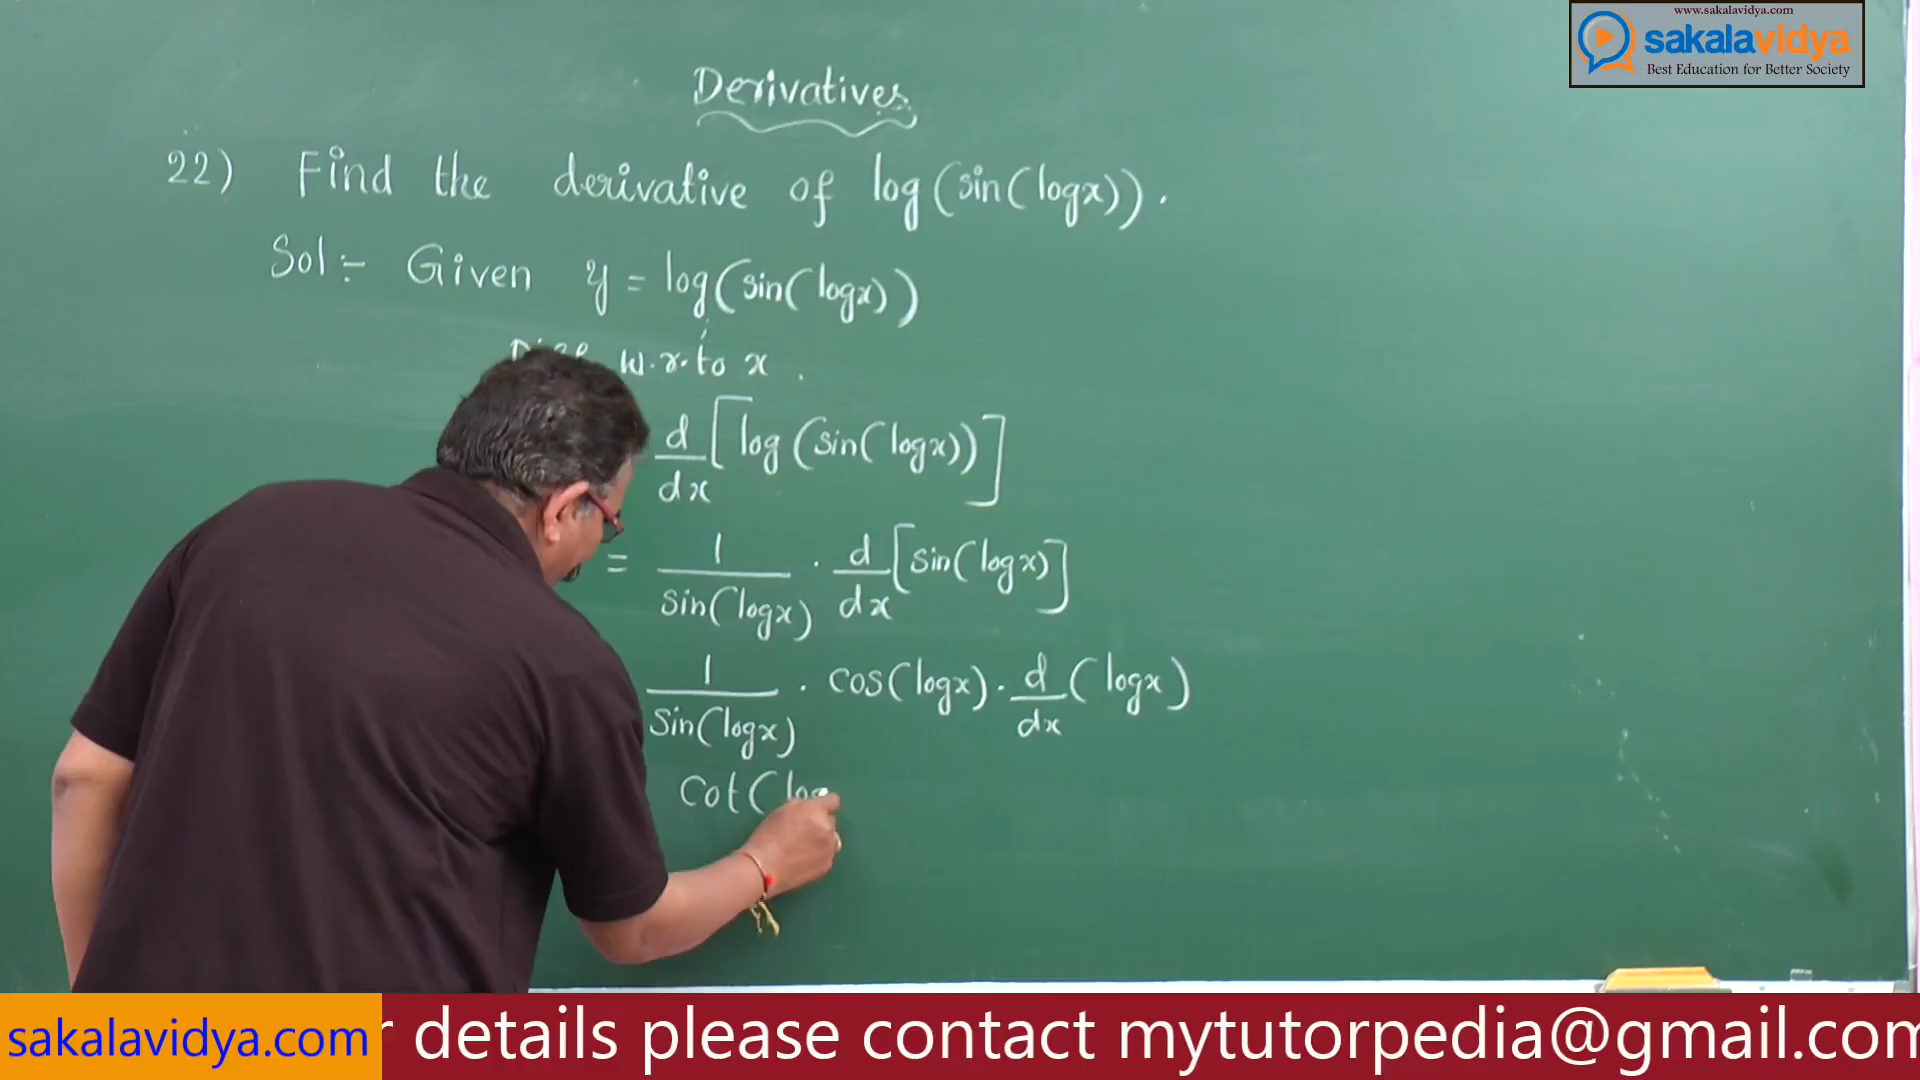 www.sakalavidya.com
sakalavidya
Best Education for Better Society
Derivatives
22) Find the derivative of log(sin(logx)).
Sol:- Given y = log(sin(logx))
w.r.to x.
d/dx [log(sin(logx))]
= 1/sin(logx) · d/dx [sin(logx)]
1/sin(logx) · cos(logx) · d/dx (logx)
cot(log
sakalavidya.com
details please contact mytutorpedia@gmail.com